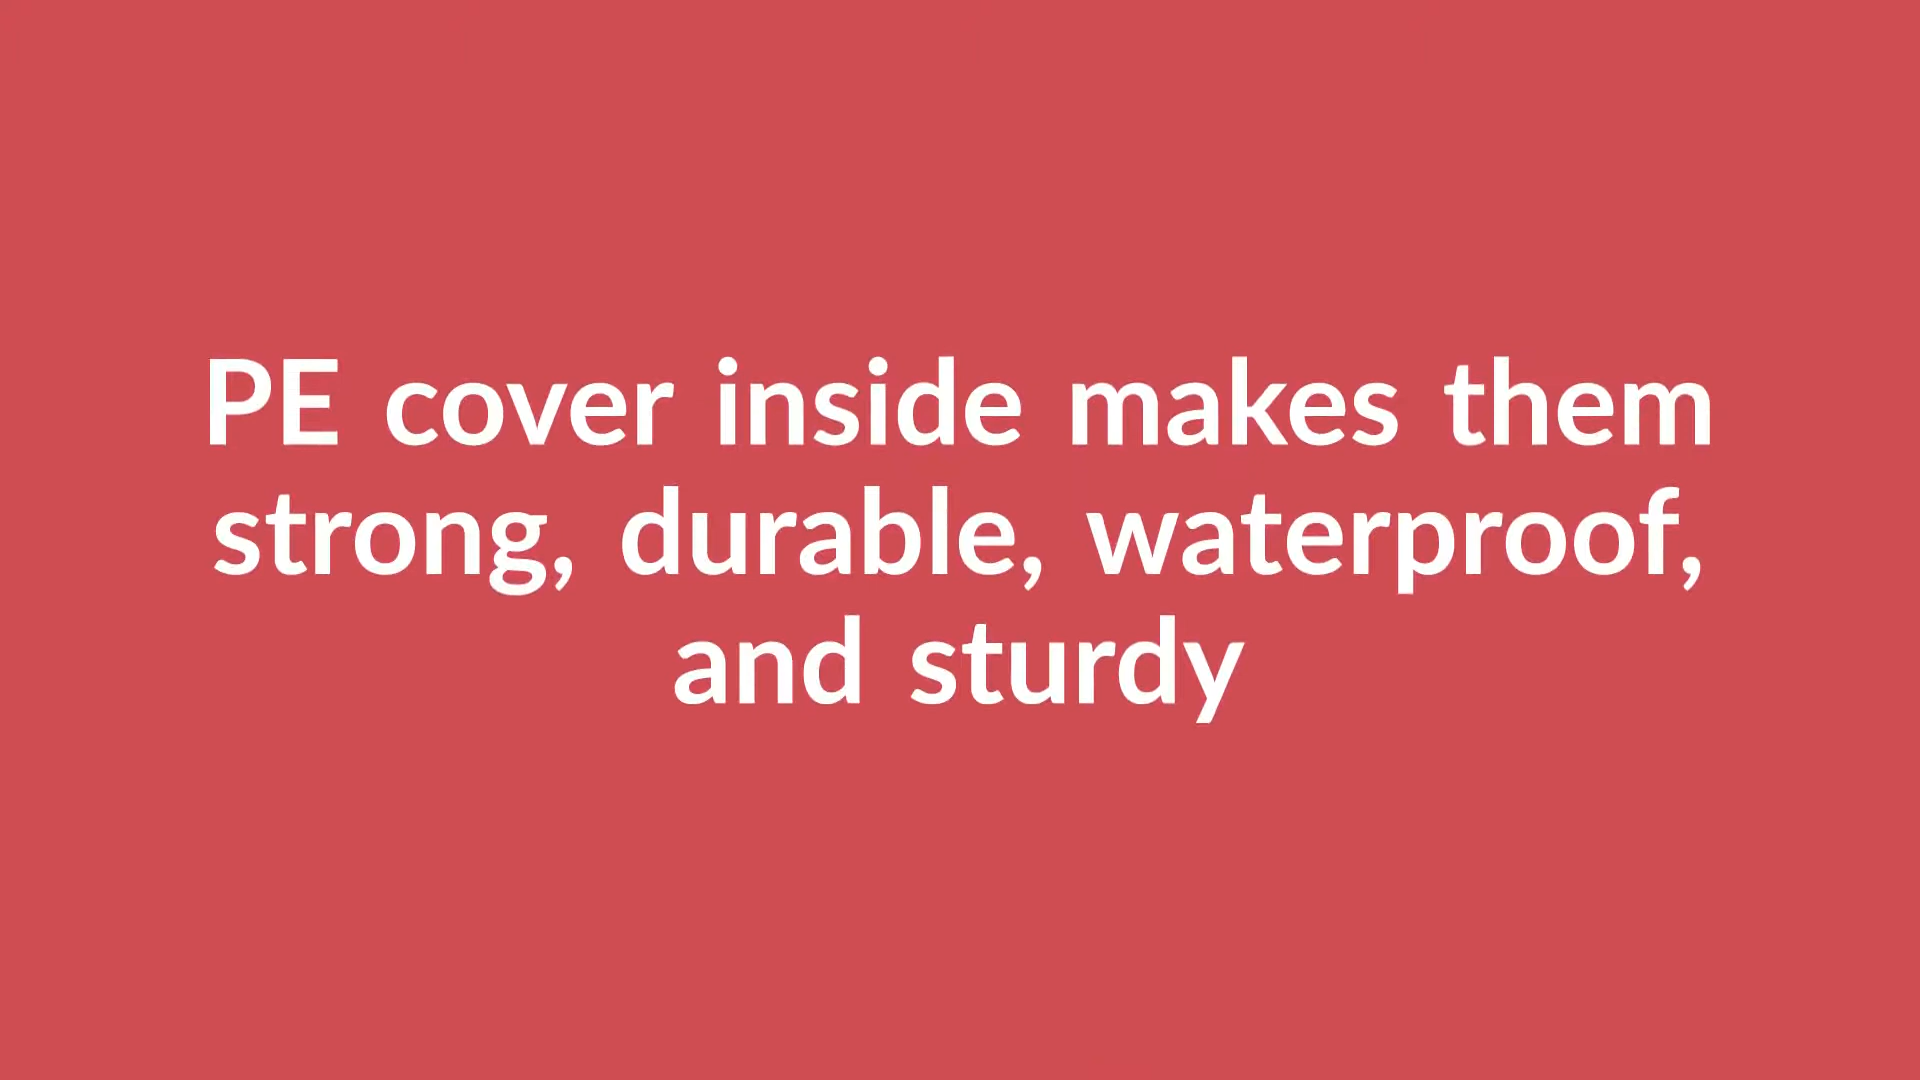 PE cover inside makes them
strong, durable, waterproof,
and sturdy